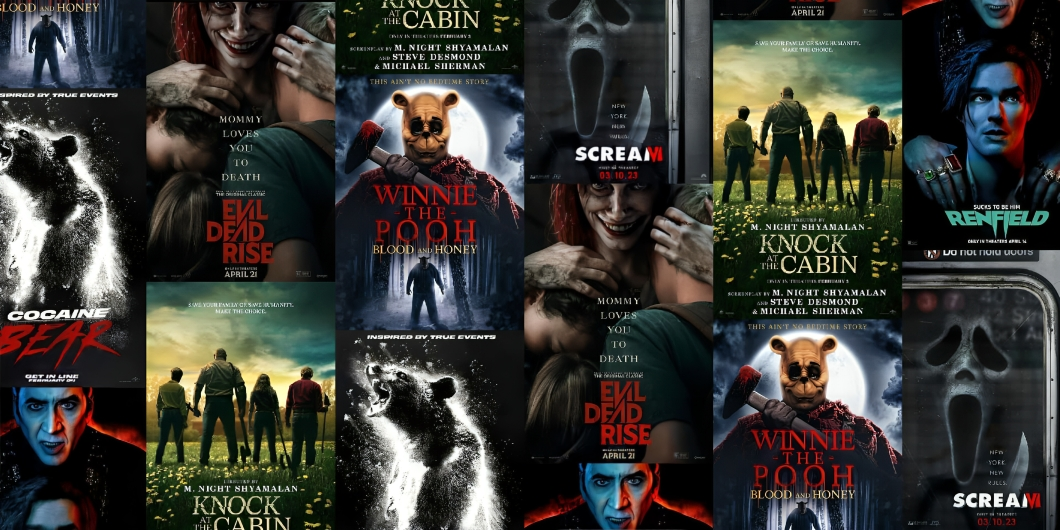 BLOOD AND HONEY
INSPIRED BY TRUE EVENTS
COCAINE
BEAR
GET IN LINE
FEBRUARY 24
MOMMY
LOVES
YOU
TO
DEATH
EVIL
DEAD
RISE
APRIL 21
SAVE YOUR FAMILY OR SAVE HUMANITY.
MAKE THE CHOICE.
DIRECTED BY
M. NIGHT SHYAMALAN
KNOCK
AT THE CABIN
KNOCK
AT THE CABIN
ONLY IN THEATERS FEBRUARY 3
SCREENPLAY BY M. NIGHT SHYAMALAN
AND STEVE DESMOND
& MICHAEL SHERMAN
THIS AIN'T NO BEDTIME STORY
WINNIE
-THE-
POOH
BLOOD AND HONEY
INSPIRED BY TRUE EVENTS
NEW
YORK
NEW
RULES.
SCREAM VI
03.10.23
MOMMY
LOVES
YOU
TO
DEATH
EVIL
DEAD
RISE
APRIL 21
APRIL 21
SAVE YOUR FAMILY OR SAVE HUMANITY.
MAKE THE CHOICE.
DIRECTED BY
M. NIGHT SHYAMALAN
KNOCK
AT THE CABIN
ONLY IN THEATERS FEBRUARY 3
SCREENPLAY BY M. NIGHT SHYAMALAN
AND STEVE DESMOND
& MICHAEL SHERMAN
THIS AIN'T NO BEDTIME STORY
WINNIE
-THE-
POOH
BLOOD AND HONEY
SUCKS TO BE HIM
RENFIELD
ONLY IN THEATERS APRIL 14
Do not hold doors
NEW
YORK.
NEW
RULES.
SCREAM VI
03.10.23